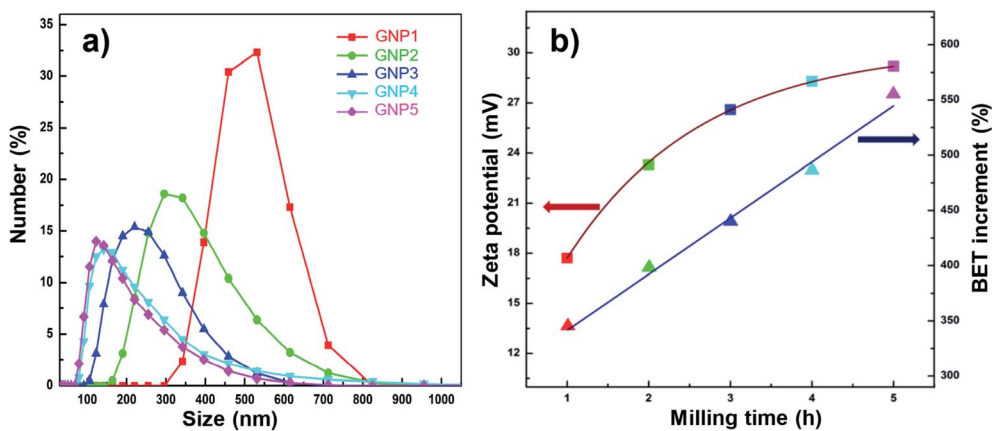 a)
GNP1
GNP2
GNP3
GNP4
GNP5
Number (%)
35
30
25
20
15
10
5
0
100 200 300 400 500 600 700 800 900 1000
Size (nm)
b)
Zeta potential (mV)
30
27
24
21
18
15
12
BET increment (%)
600
550
500
450
400
350
300
1 2 3 4 5
Milling time (h)